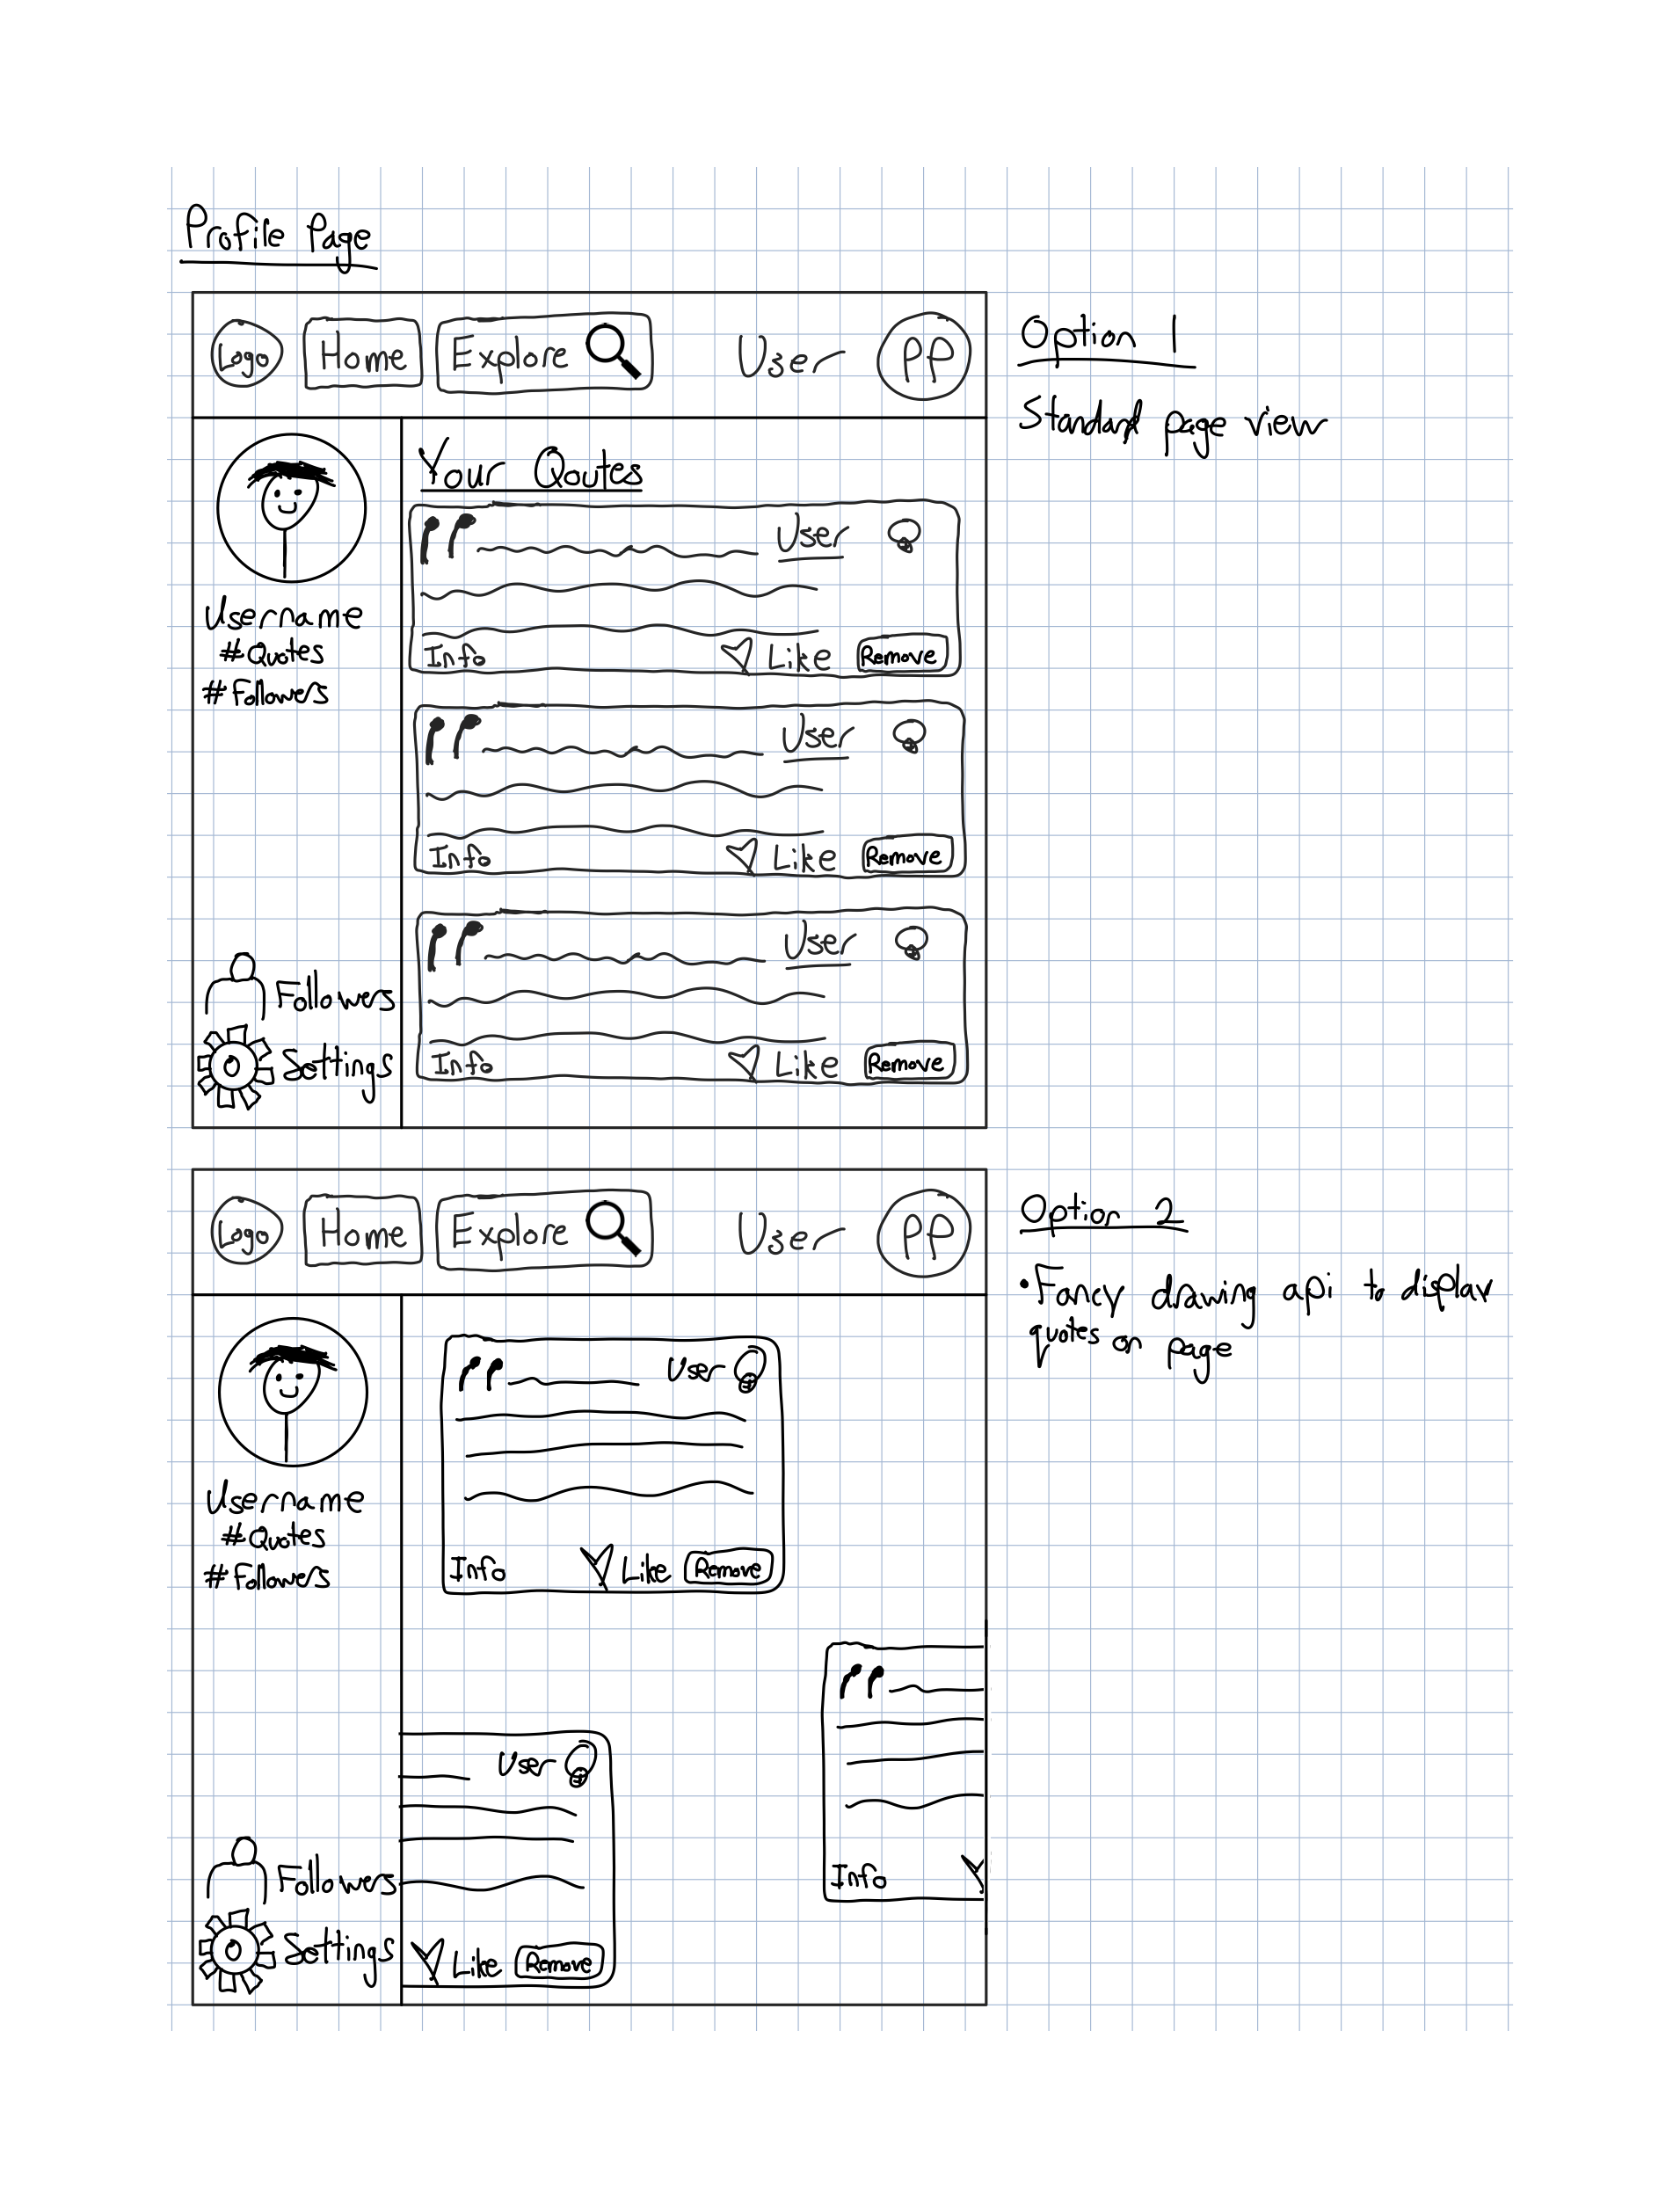 Profile Page
Logo Home Explore User PP
Option 1
Standard page view
Your Qoutes
User
Info Like Remove
User
Info Like Remove
User
Info Like Remove
Username
#Quotes
#Followers
Followers
Settings
Logo Home Explore User PP
Option 2
•Fancy drawing api to display
quotes on page
User
Info Like Remove
Info
User
Like Remove
Username
#Quotes
#Followers
Followers
Settings